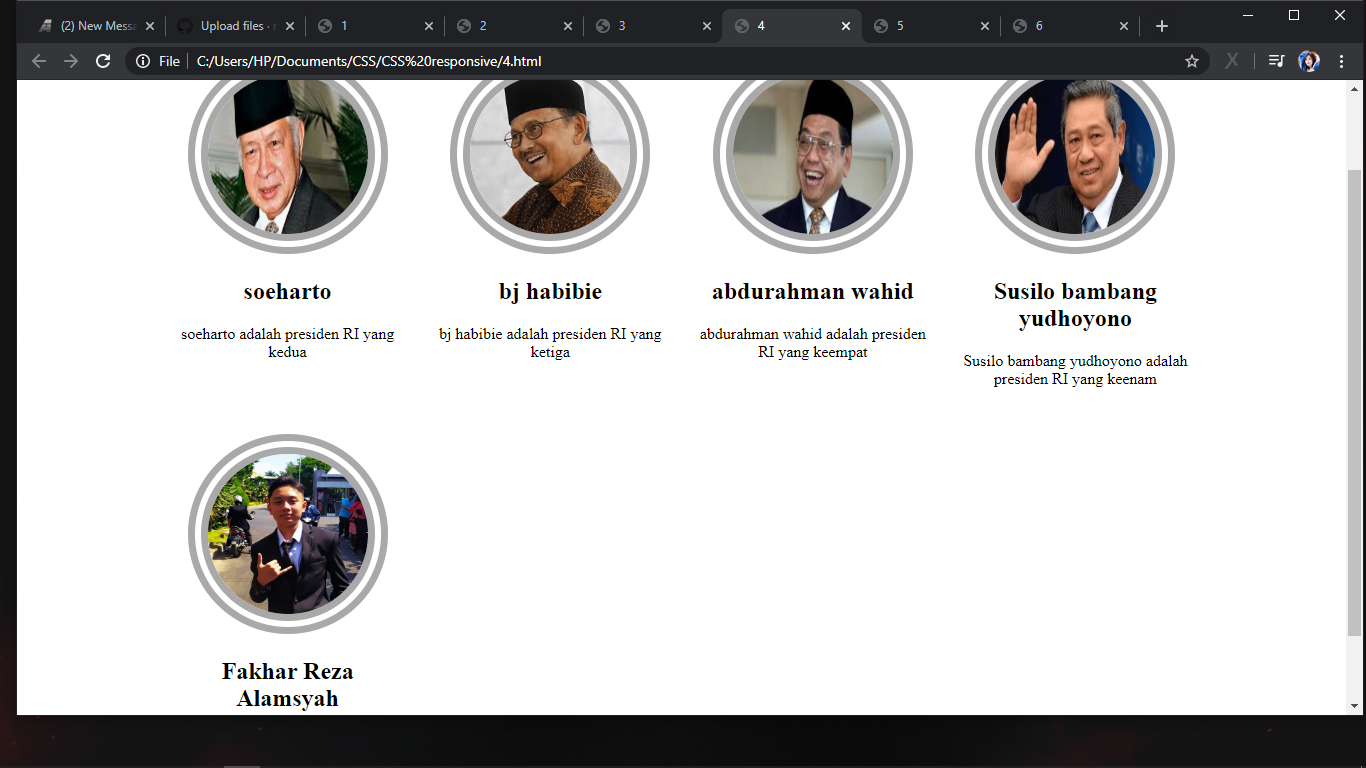 (2) New Messa
Upload files · r
1
2
3
4
5
6
File
C:/Users/HP/Documents/CSS/CSS%20responsive/4.html
soeharto
soeharto adalah presiden RI yang
kedua
bj habibie
bj habibie adalah presiden RI yang
ketiga
abdurahman wahid
abdurahman wahid adalah presiden
RI yang keempat
Susilo bambang
yudhoyono
Susilo bambang yudhoyono adalah
presiden RI yang keenam
Fakhar Reza
Alamsyah